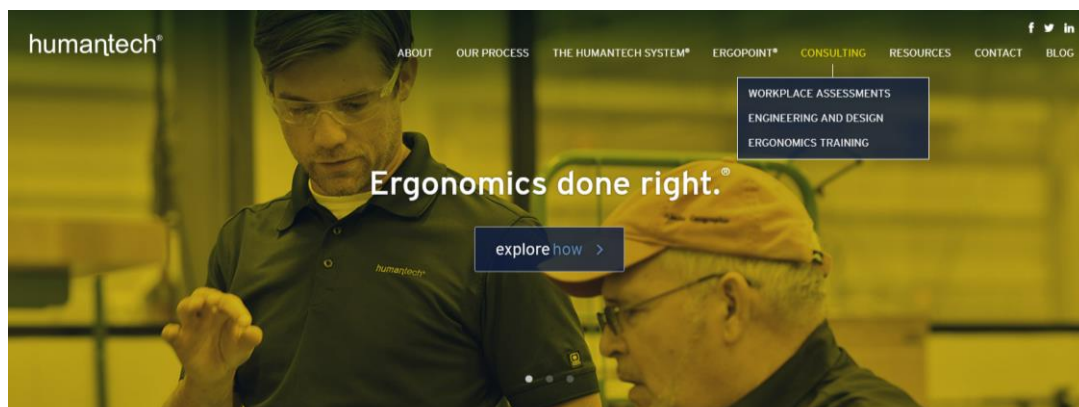 humantech®
ABOUT OUR PROCESS THE HUMANTECH SYSTEM® ERGOPOINT® CONSULTING RESOURCES CONTACT BLOG
WORKPLACE ASSESSMENTS
ENGINEERING AND DESIGN
ERGONOMICS TRAINING
Ergonomics done right.®
explore how >
humantech®